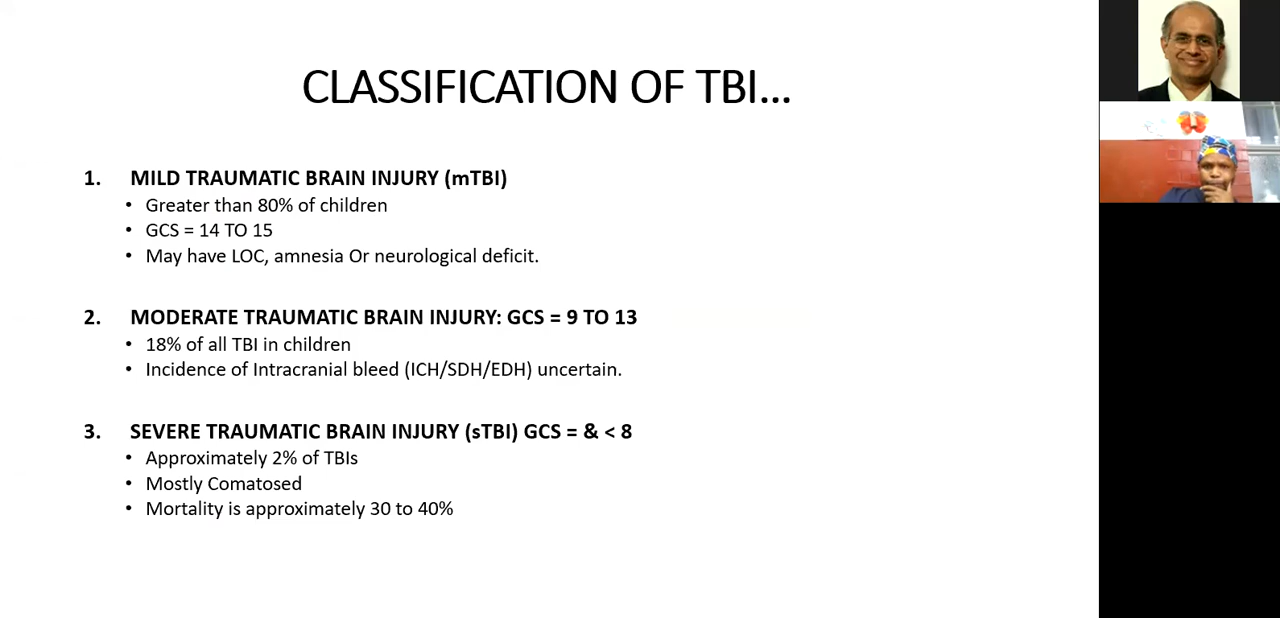 CLASSIFICATION OF TBI...
1. MILD TRAUMATIC BRAIN INJURY (mTBI)
• Greater than 80% of children
• GCS = 14 TO 15
• May have LOC, amnesia Or neurological deficit.
2. MODERATE TRAUMATIC BRAIN INJURY: GCS = 9 TO 13
• 18% of all TBI in children
• Incidence of Intracranial bleed (ICH/SDH/EDH) uncertain.
3. SEVERE TRAUMATIC BRAIN INJURY (sTBI) GCS = & < 8
• Approximately 2% of TBIs
• Mostly Comatosed
• Mortality is approximately 30 to 40%